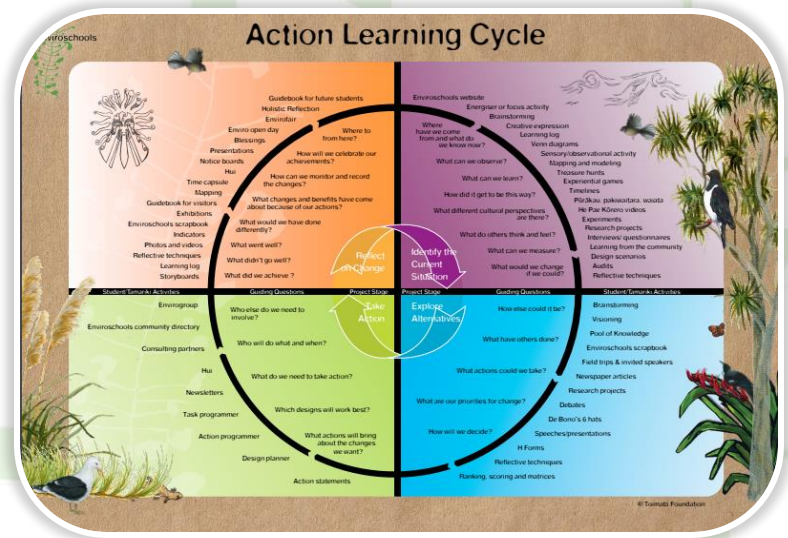 Enviroschools
Action Learning Cycle
Guidebook for future students
Holistic Reflection
Envirofair
Enviro open day
Blessings
Presentations
Notice boards
Hui
Time capsule
Mapping
Guidebook for visitors
Exhibitions
Enviroschools scrapbook
Indicators
Photos and videos
Reflective techniques
Learning log
Storyboards
Where to
from here?
How will we celebrate our
achievements?
How can we monitor and record
the changes?
What changes and benefits have come
about because of our actions?
What would we have done
differently?
What went well?
What didn't go well?
What did we achieve ?
Reflect
on Change
Enviroschools website
Energiser or focus activity
Brainstorming
Creative expression
Learning log
Venn diagrams
Sensory/observational activity
Mapping and modeling
Treasure hunts
Experiential games
Timelines
Pūrākau, pakiwaitara, waiata
He Pae Kōrero videos
Experiments
Research projects
Interviews/ questionnaires
Learning from the community
Design scenarios
Audits
Reflective techniques
Where
have we come
from and what do
we know now?
What can we observe?
What can we learn?
How did it get to be this way?
What different cultural perspectives
are there?
What do others think and feel?
What can we measure?
What would we change
if we could?
Identify the
Current
Situation
Student/Tamariki Activities
Guiding Questions
Project Stage
Project Stage
Guiding Questions
Student/Tamariki Activities
Envirogroup
Enviroschools community directory
Consulting partners
Hui
Newsletters
Task programmer
Action programmer
Design planner
Action statements
Who else do we need to
involve?
Who will do what and when?
What do we need to take action?
Which designs will work best?
What actions will bring
about the changes
we want?
Take
Action
Explore
Alternatives
How else could it be?
What have others done?
What actions could we take?
What are our priorities for change?
How will we decide?
Brainstorming
Visioning
Pool of Knowledge
Enviroschools scrapbook
Field trips & invited speakers
Newspaper articles
Research projects
Debates
De Bono's 6 hats
Speeches/presentations
H Forms
Reflective techniques
Ranking, scoring and matrices
© Toimata Foundation